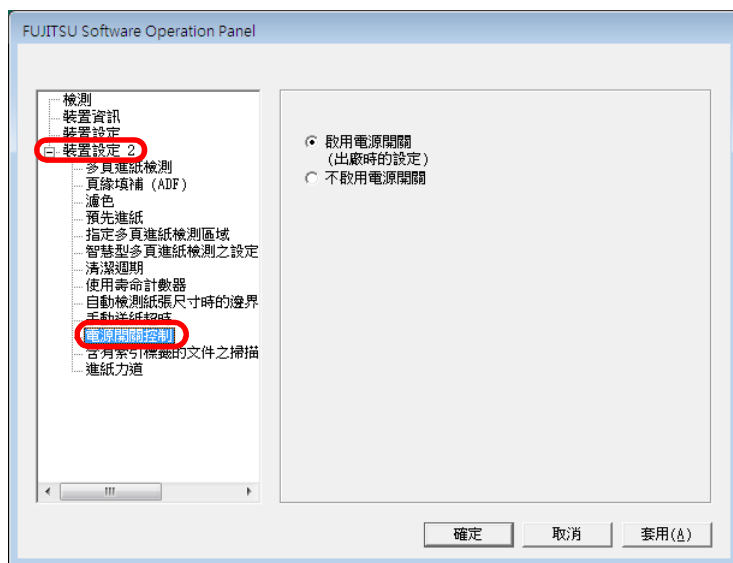 FUJITSU Software Operation Panel
檢測
裝置資訊
裝置設定
裝置設定 2
多頁進紙檢測
頁緣填補 (ADF)
濾色
預先進紙
指定多頁進紙檢測區域
智慧型多頁進紙檢測之設定
清潔週期
使用壽命計數器
自動檢測紙張尺寸時的邊界
手動送紙超時
電源開關控制
含有索引標籤的文件之掃描
進紙力道
啟用電源開關
(出廠時的設定)
不啟用電源開關
確定
取消
套用(A)